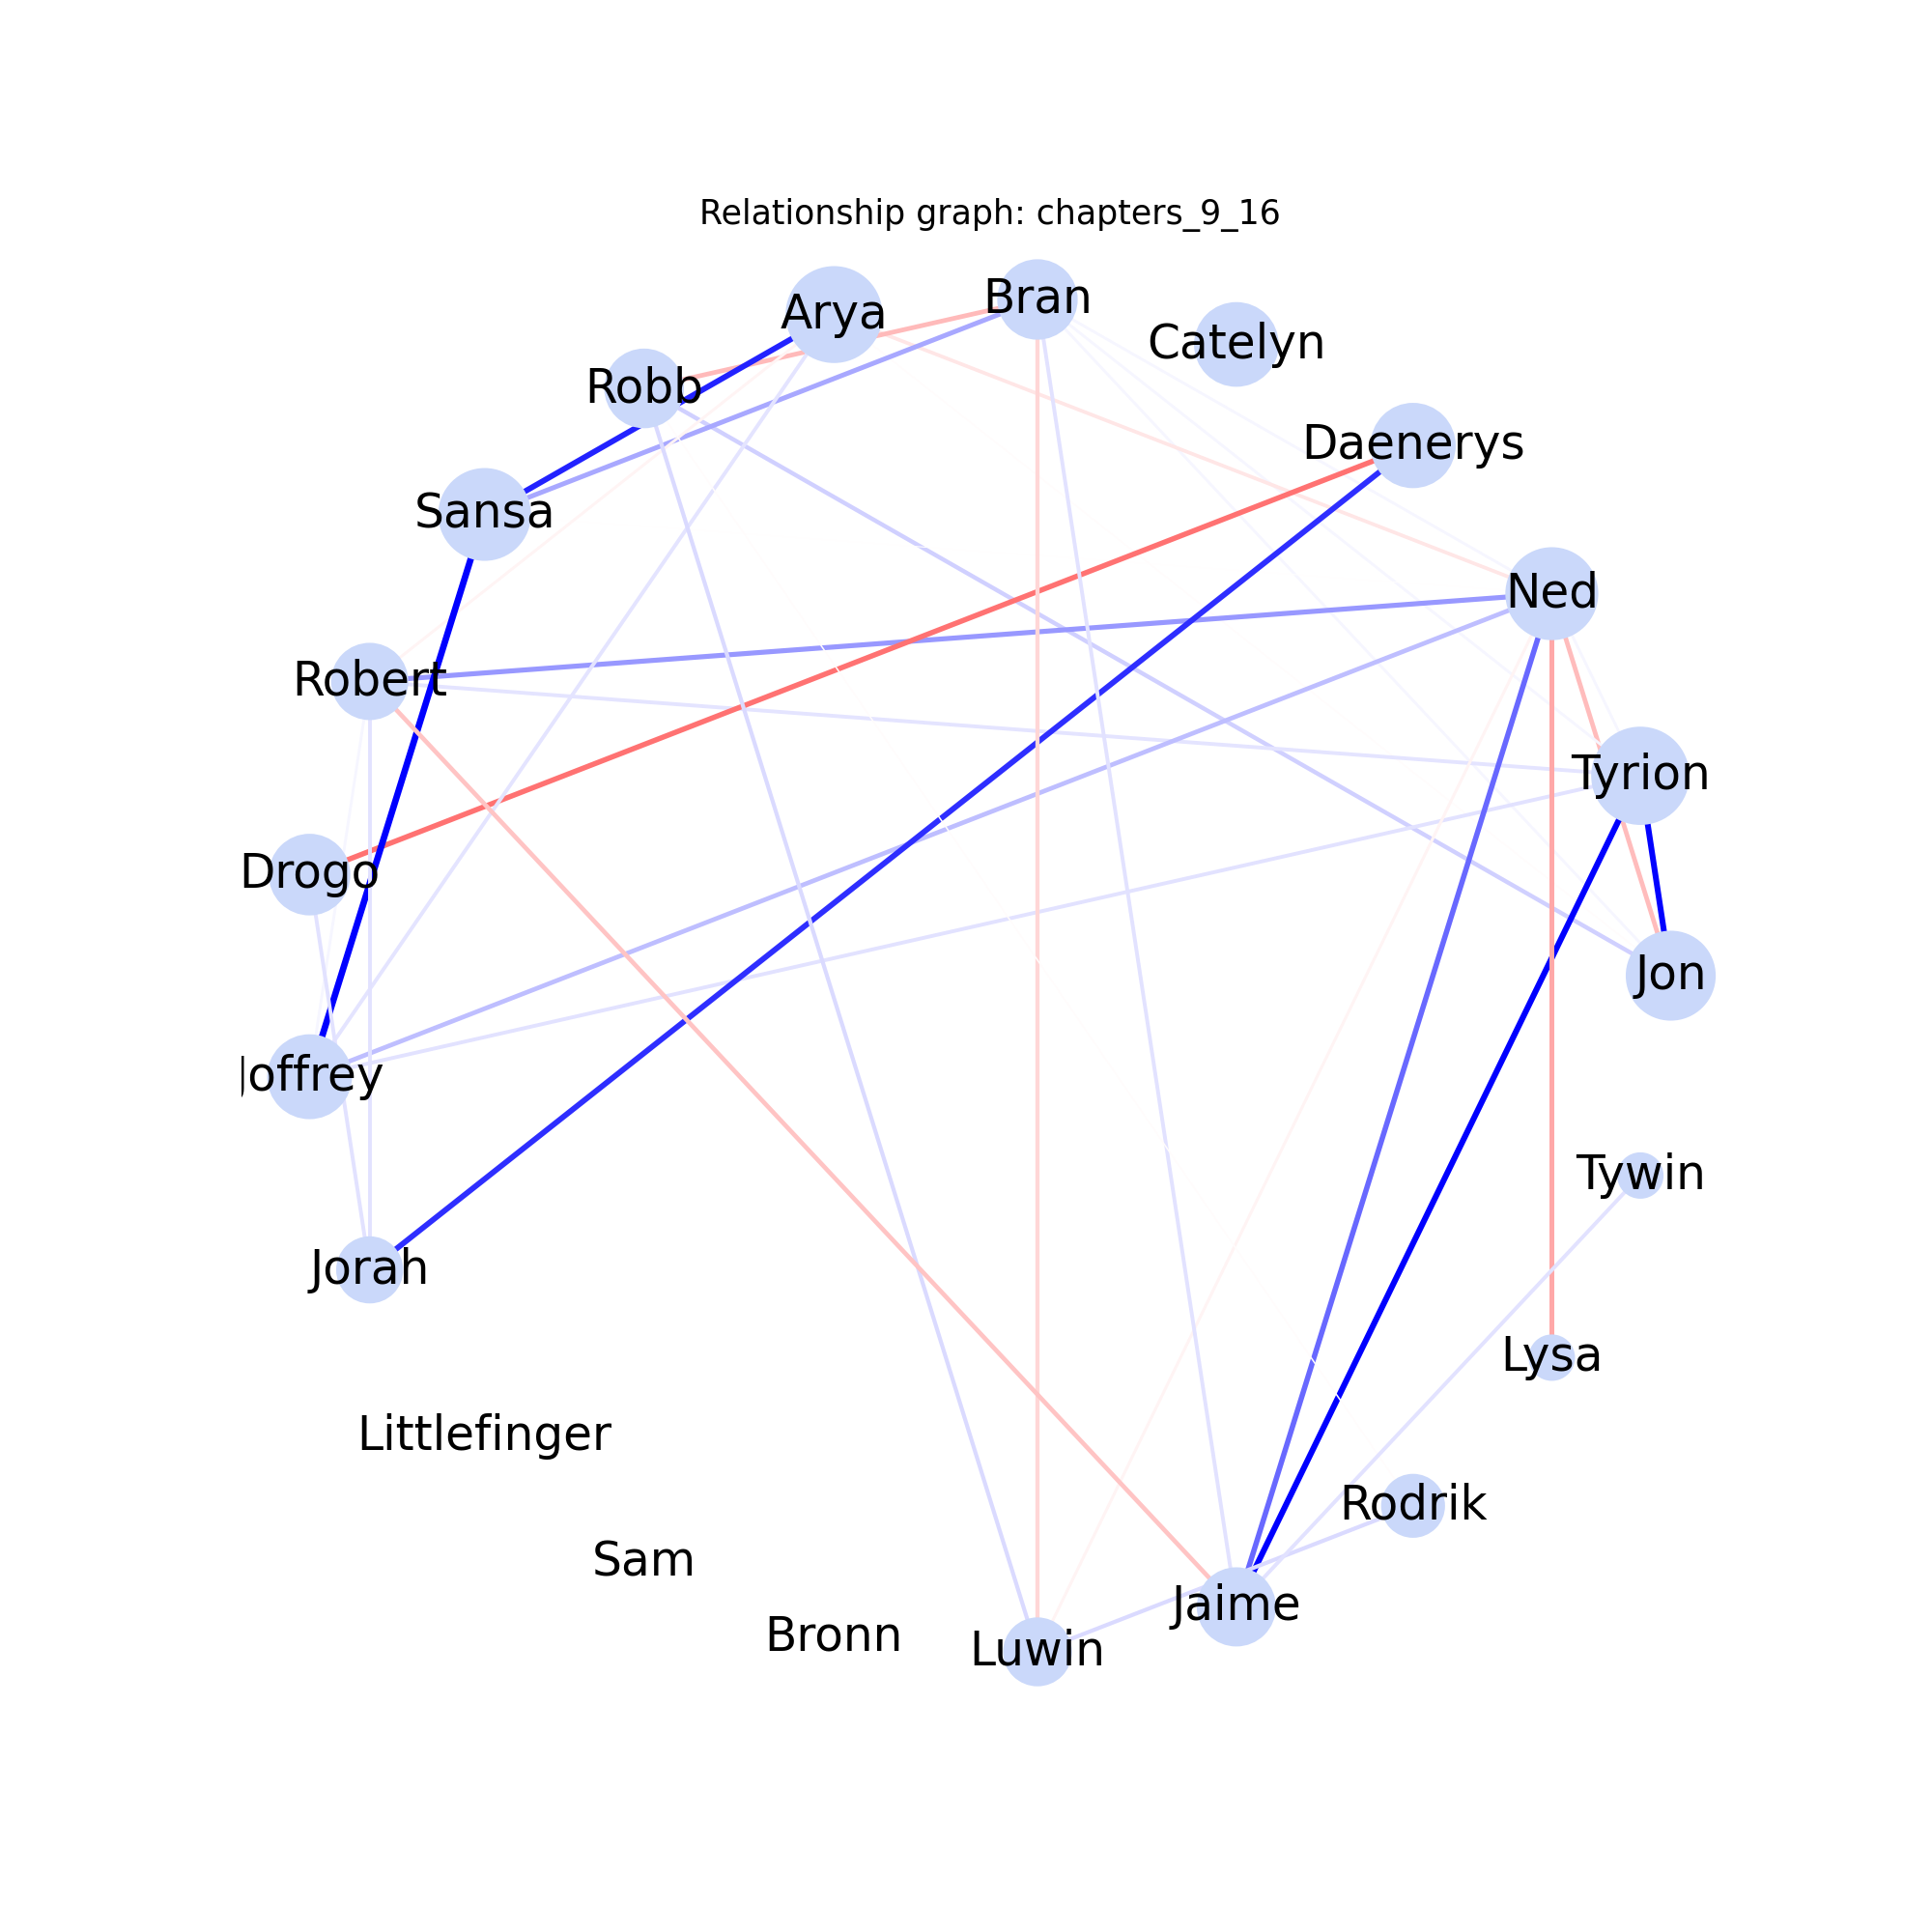 Relationship graph: chapters_9_16
Bran
Arya
Catelyn
Robb
Daenerys
Sansa
Ned
Robert
Tyrion
Drogo
Jon
Joffrey
Tywin
Jorah
Lysa
Littlefinger
Rodrik
Sam
Jaime
Bronn
Luwin